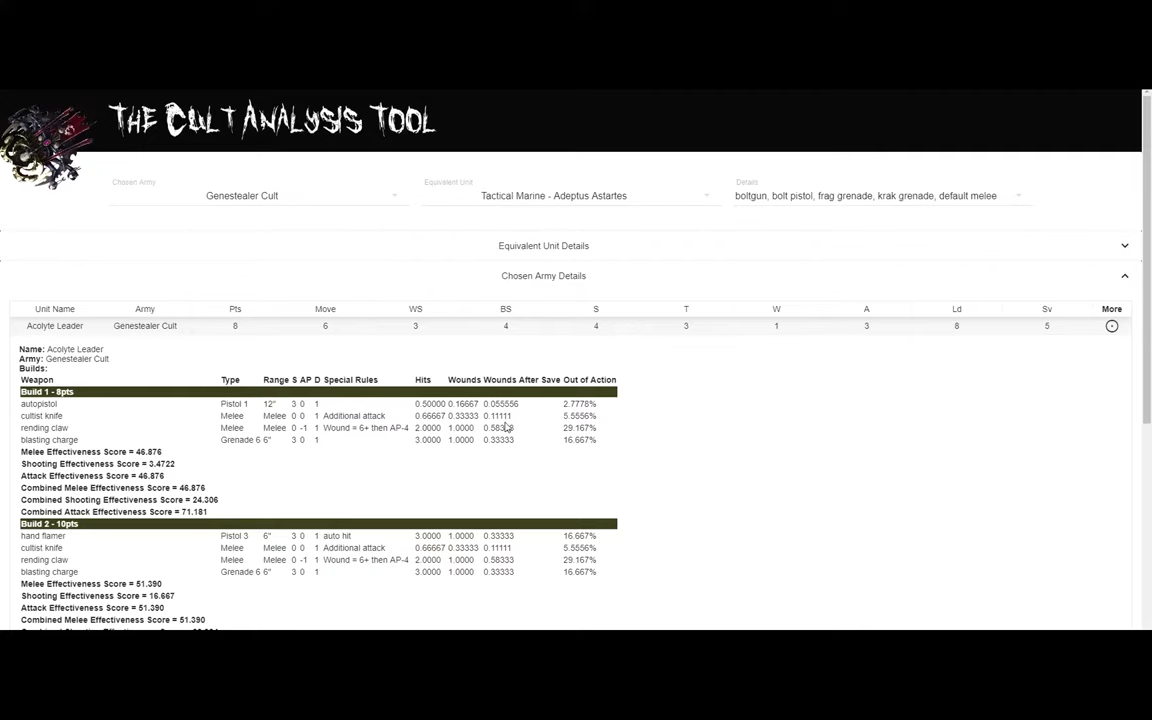 The Cult Analysis Tool
Chosen Army Equivalent Unit Details
Genestealer Cult Tactical Marine - Adeptus Astartes boltgun, bolt pistol, frag grenade, krak grenade, default melee
Equivalent Unit Details
Chosen Army Details
Unit Name Army Pts Move WS BS S T W A Ld Sv More
Acolyte Leader Genestealer Cult 8 6 3 4 4 3 1 3 8 5
Name: Acolyte Leader
Army: Genestealer Cult
Builds:
Weapon Type Range S AP D Special Rules Hits Wounds Wounds After Save Out of Action
Build 1 - 8pts
autopistol Pistol 1 12" 3 0 1 0.50000 0.16667 0.055556 2.7778%
cultist knife Melee Melee 0 0 1 Additional attack 0.66667 0.33333 0.11111 5.5556%
rending claw Melee Melee 0 -1 1 Wound = 6+ then AP-4 2.0000 1.0000 0.58333 29.167%
blasting charge Grenade 6 6" 3 0 1 3.0000 1.0000 0.33333 16.667%
Melee Effectiveness Score = 46.876
Shooting Effectiveness Score = 3.4722
Attack Effectiveness Score = 46.876
Combined Melee Effectiveness Score = 46.876
Combined Shooting Effectiveness Score = 24.306
Combined Attack Effectiveness Score = 71.181
Build 2 - 10pts
hand flamer Pistol 3 6" 3 0 1 auto hit 3.0000 1.0000 0.33333 16.667%
cultist knife Melee Melee 0 0 1 Additional attack 0.66667 0.33333 0.11111 5.5556%
rending claw Melee Melee 0 -1 1 Wound = 6+ then AP-4 2.0000 1.0000 0.58333 29.167%
blasting charge Grenade 6 6" 3 0 1 3.0000 1.0000 0.33333 16.667%
Melee Effectiveness Score = 51.390
Shooting Effectiveness Score = 16.667
Attack Effectiveness Score = 51.390
Combined Melee Effectiveness Score = 51.390